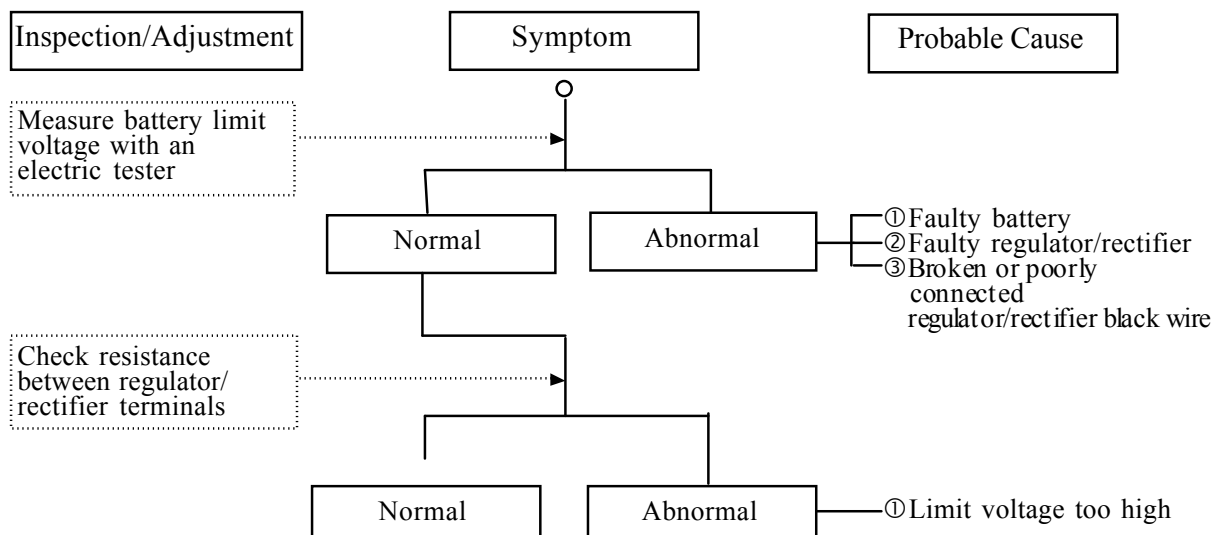 Inspection/Adjustment
Symptom
Probable Cause
Measure battery limit
voltage with an
electric tester
Normal
Abnormal
①Faulty battery
②Faulty regulator/rectifier
③Broken or poorly
connected
regulator/rectifier black wire
Check resistance
between regulator/
rectifier terminals
Normal
Abnormal
①Limit voltage too high